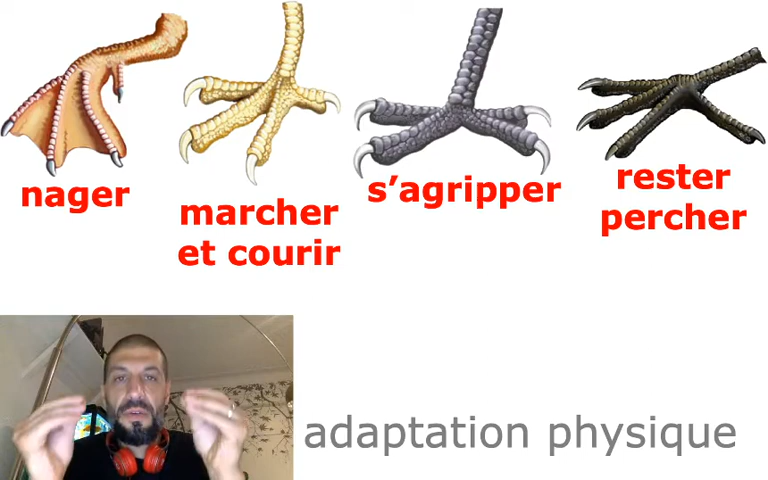 nager
marcher
et courir
s'agripper
rester
percher
adaptation physique